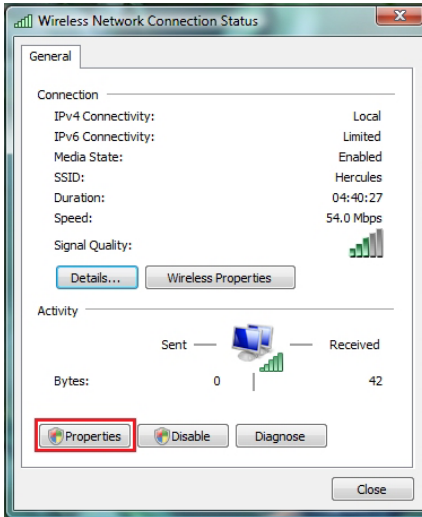 Wireless Network Connection Status
General
Connection
IPv4 Connectivity: Local
IPv6 Connectivity: Limited
Media State: Enabled
SSID: Hercules
Duration: 04:40:27
Speed: 54.0 Mbps
Signal Quality:
Details... Wireless Properties
Activity
Sent Received
Bytes: 0 42
Properties Disable Diagnose
Close